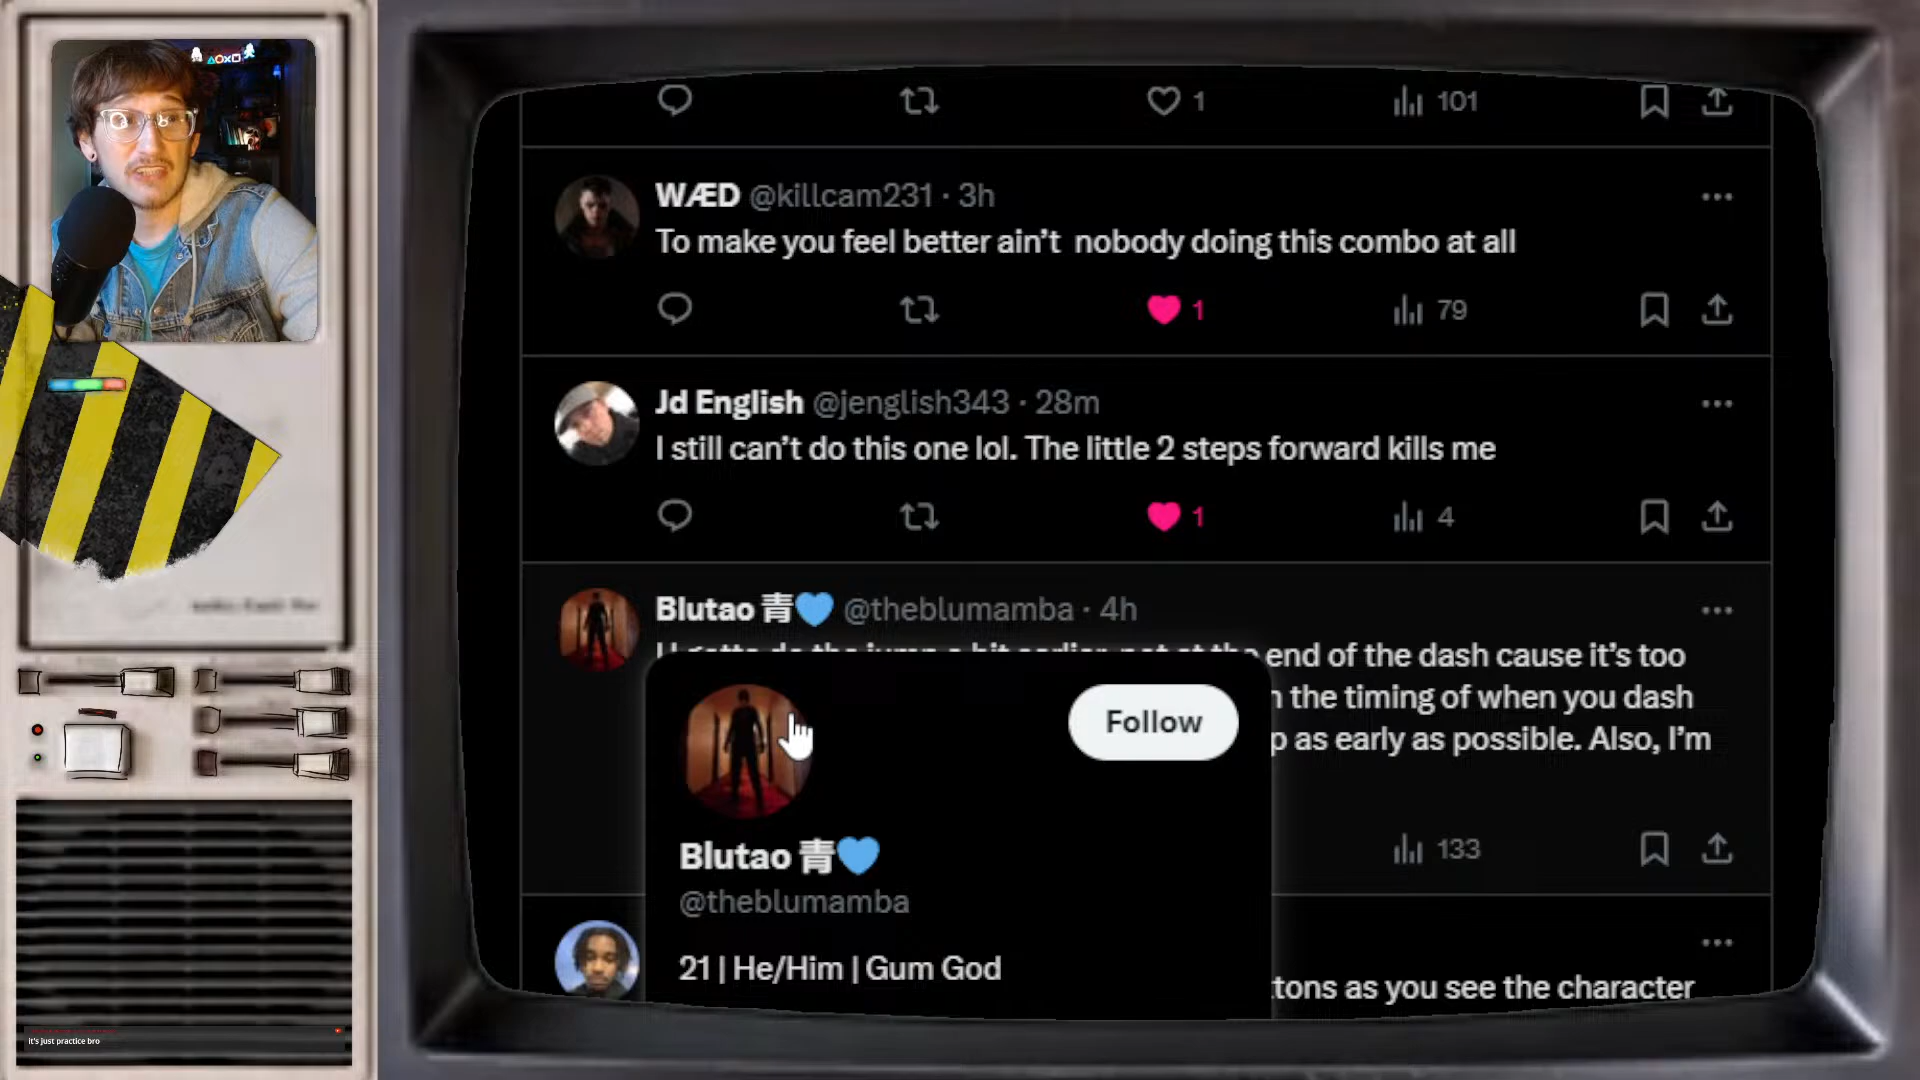 1
101
WÆD @killcam231 · 3h
To make you feel better ain't nobody doing this combo at all
1
79
Jd English @jenglish343 · 28m
I still can't do this one lol. The little 2 steps forward kills me
1
4
Blutao 青💙 @theblumamba · 4h
end of the dash cause it's too
the timing of when you dash
as early as possible. Also, I'm
Follow
133
Blutao 青💙
@theblumamba
21 | He/Him | Gum God
as you see the character
it's just practice bro